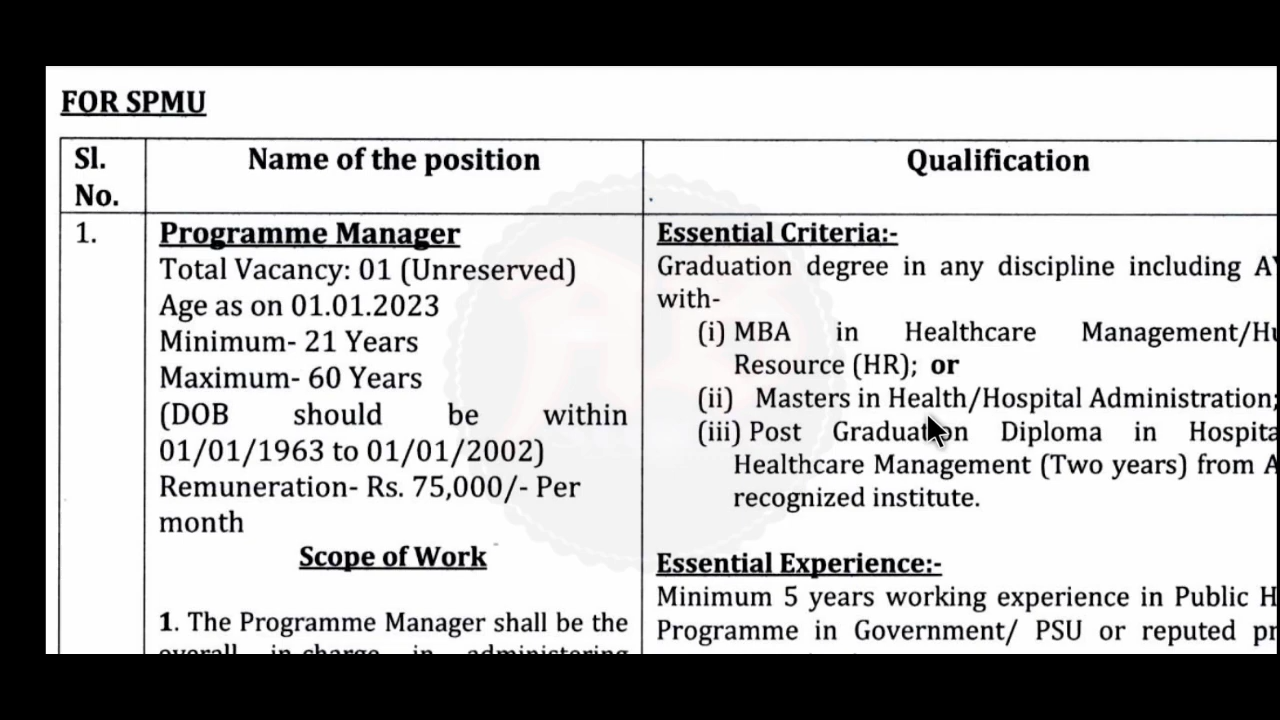 FOR SPMU
Sl.
No.
Name of the position
Qualification
1.
Programme Manager
Total Vacancy: 01 (Unreserved)
Age as on 01.01.2023
Minimum- 21 Years
Maximum- 60 Years
(DOB should be within
01/01/1963 to 01/01/2002)
Remuneration- Rs. 75,000/- Per
month
Scope of Work
1. The Programme Manager shall be the
overall in-charge in administering
Essential Criteria:-
Graduation degree in any discipline including
with-
(i) MBA in Healthcare Management/
Resource (HR); or
(ii) Masters in Health/Hospital Administration;
(iii) Post Graduation Diploma in
Healthcare Management (Two years) from
recognized institute.
Essential Experience:-
Minimum 5 years working experience in Public
Programme in Government/ PSU or reputed